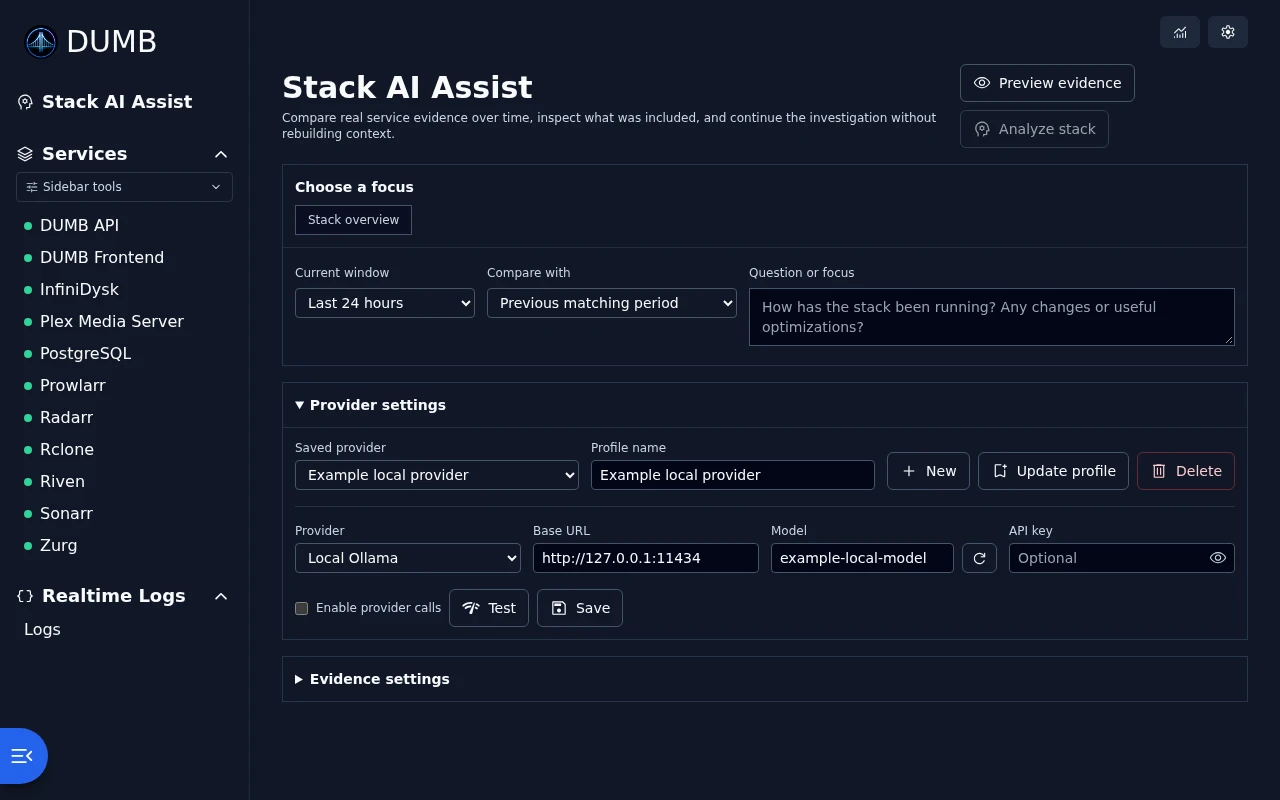 DUMB
Stack AI Assist
Services
Sidebar tools
DUMB API
DUMB Frontend
InfiniDysk
Plex Media Server
PostgreSQL
Prowlarr
Radarr
Rclone
Riven
Sonarr
Zurg
Realtime Logs
Logs
Stack AI Assist
Compare real service evidence over time, inspect what was included, and continue the investigation without
rebuilding context.
Preview evidence
Analyze stack
Choose a focus
Stack overview
Current window
Compare with
Question or focus
Last 24 hours
Previous matching period
How has the stack been running? Any changes or useful
optimizations?
Provider settings
Saved provider
Profile name
Example local provider
Example local provider
New
Update profile
Delete
Provider
Base URL
Model
API key
Local Ollama
http://127.0.0.1:11434
example-local-model
Optional
Enable provider calls
Test
Save
Evidence settings